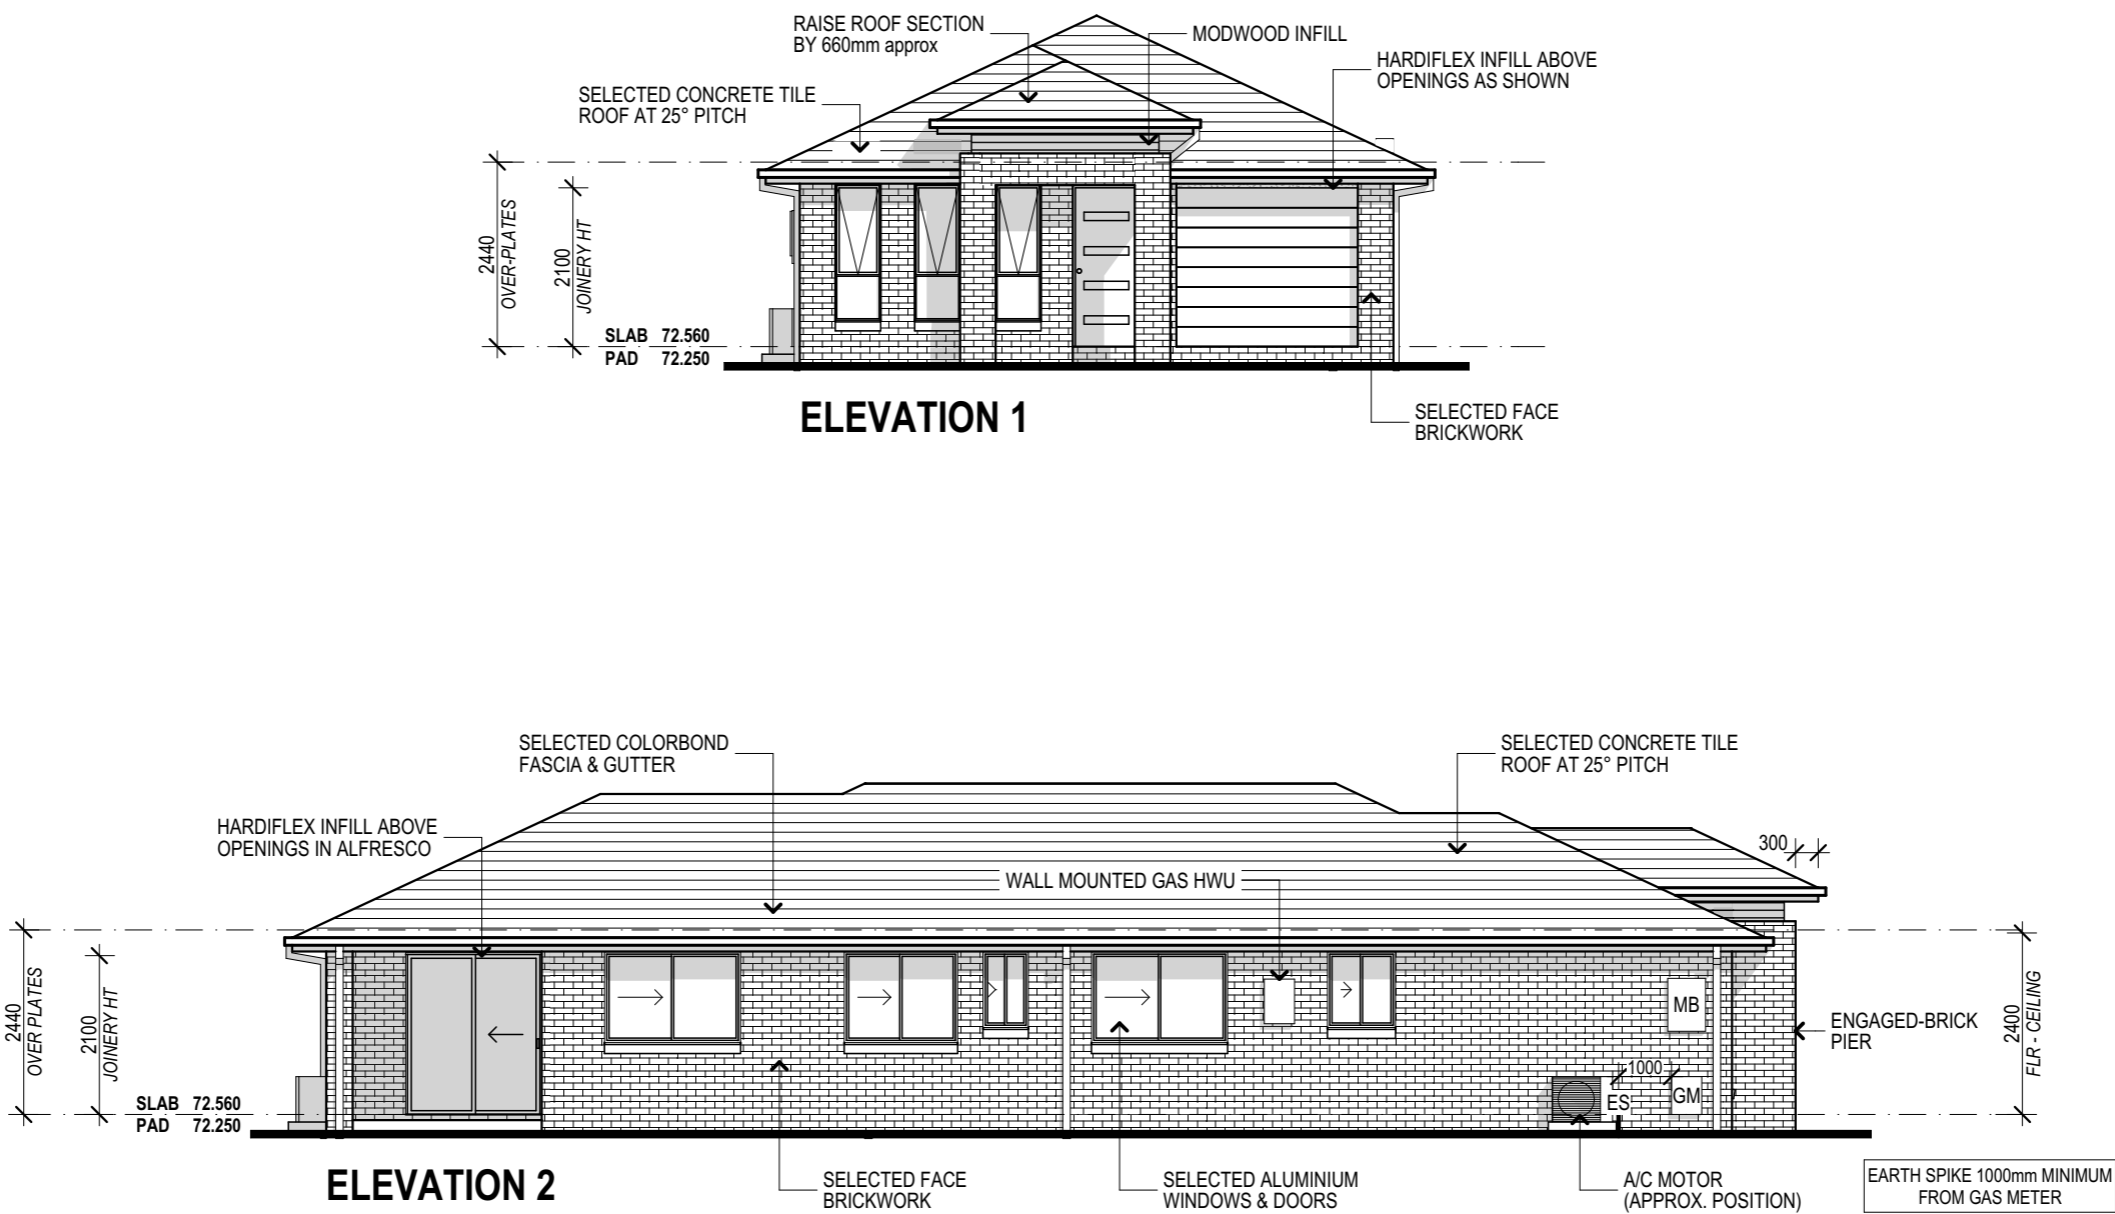 RAISE ROOF SECTION
BY 660mm approx
MODWOOD INFILL
HARDIFLEX INFILL ABOVE
OPENINGS AS SHOWN
SELECTED CONCRETE TILE
ROOF AT 25° PITCH
2440
OVER-PLATES
2100
JOINERY HT
SLAB 72.560
PAD 72.250
ELEVATION 1
SELECTED FACE
BRICKWORK
SELECTED COLORBOND
FASCIA & GUTTER
SELECTED CONCRETE TILE
ROOF AT 25° PITCH
HARDIFLEX INFILL ABOVE
OPENINGS IN ALFRESCO
300
WALL MOUNTED GAS HWU
2440
OVER PLATES
2100
JOINERY HT
MB
ENGAGED-BRICK
PIER
2400
FLR - CEILING
1000
ES
GM
SLAB 72.560
PAD 72.250
ELEVATION 2
SELECTED FACE
BRICKWORK
SELECTED ALUMINIUM
WINDOWS & DOORS
A/C MOTOR
(APPROX. POSITION)
EARTH SPIKE 1000mm MINIMUM
FROM GAS METER